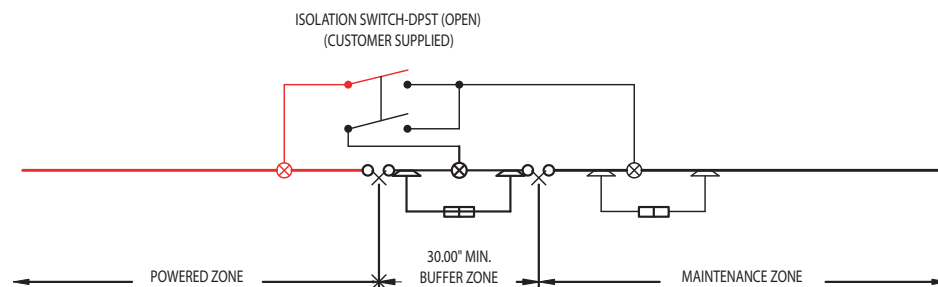 ISOLATION SWITCH-DPST (OPEN)
(CUSTOMER SUPPLIED)
POWERED ZONE
30.00" MIN.
BUFFER ZONE
MAINTENANCE ZONE